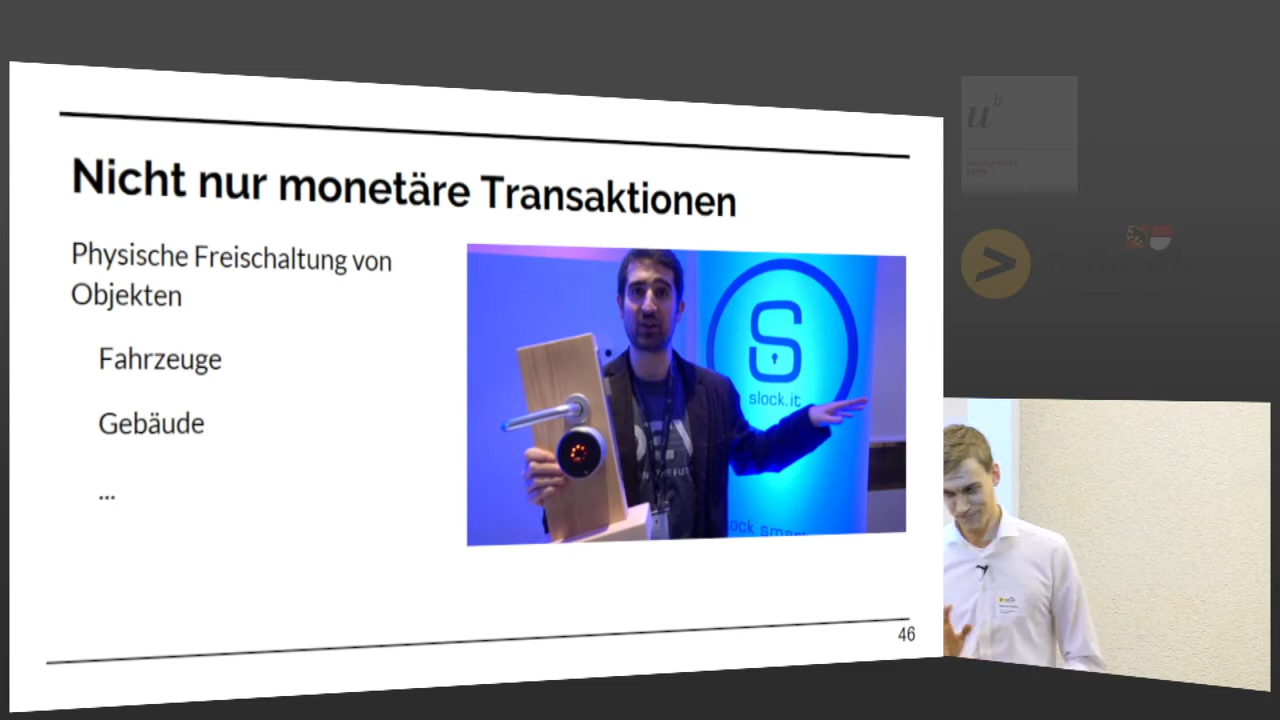 Nicht nur monetäre Transaktionen
Physische Freischaltung von
Objekten
Fahrzeuge
Gebäude
...
S
slock.it
46
u
b